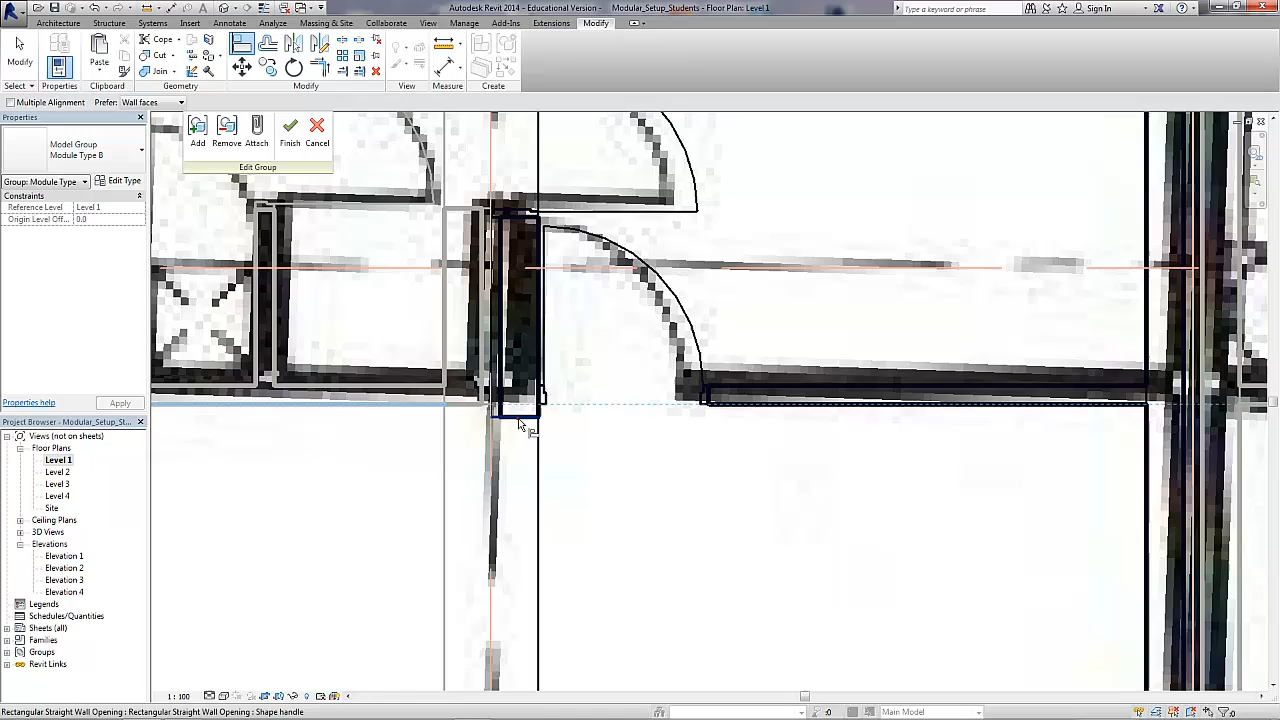 Autodesk Revit 2014 - Educational Version - Modular_Setup_Students - Floor Plan: Level 1
Type a keyword or phrase
Sign In
Architecture Structure Systems Insert Annotate Analyze Massing & Site Collaborate View Manage Add-Ins Extensions Modify
Modify
Paste
Cope
Cut
Join
Select Properties Clipboard Geometry Modify View Measure Create
Multiple Alignment Prefer: Wall faces
Properties
Model Group
Module Type B
Group: Module Type
Edit Type
Constraints
Reference Level Level 1
Origin Level Off... 0.0
Properties help
Apply
Add Remove Attach Finish Cancel
Edit Group
Project Browser - Modular_Setup_St...
Views (not on sheets)
Floor Plans
Level 1
Level 2
Level 3
Level 4
Site
Ceiling Plans
3D Views
Elevations
Elevation 1
Elevation 2
Elevation 3
Elevation 4
Legends
Schedules/Quantities
Sheets (all)
Families
Groups
Revit Links
1 : 100
Rectangular Straight Wall Opening : Rectangular Straight Wall Opening : Shape handle
:0
Main Model
:0